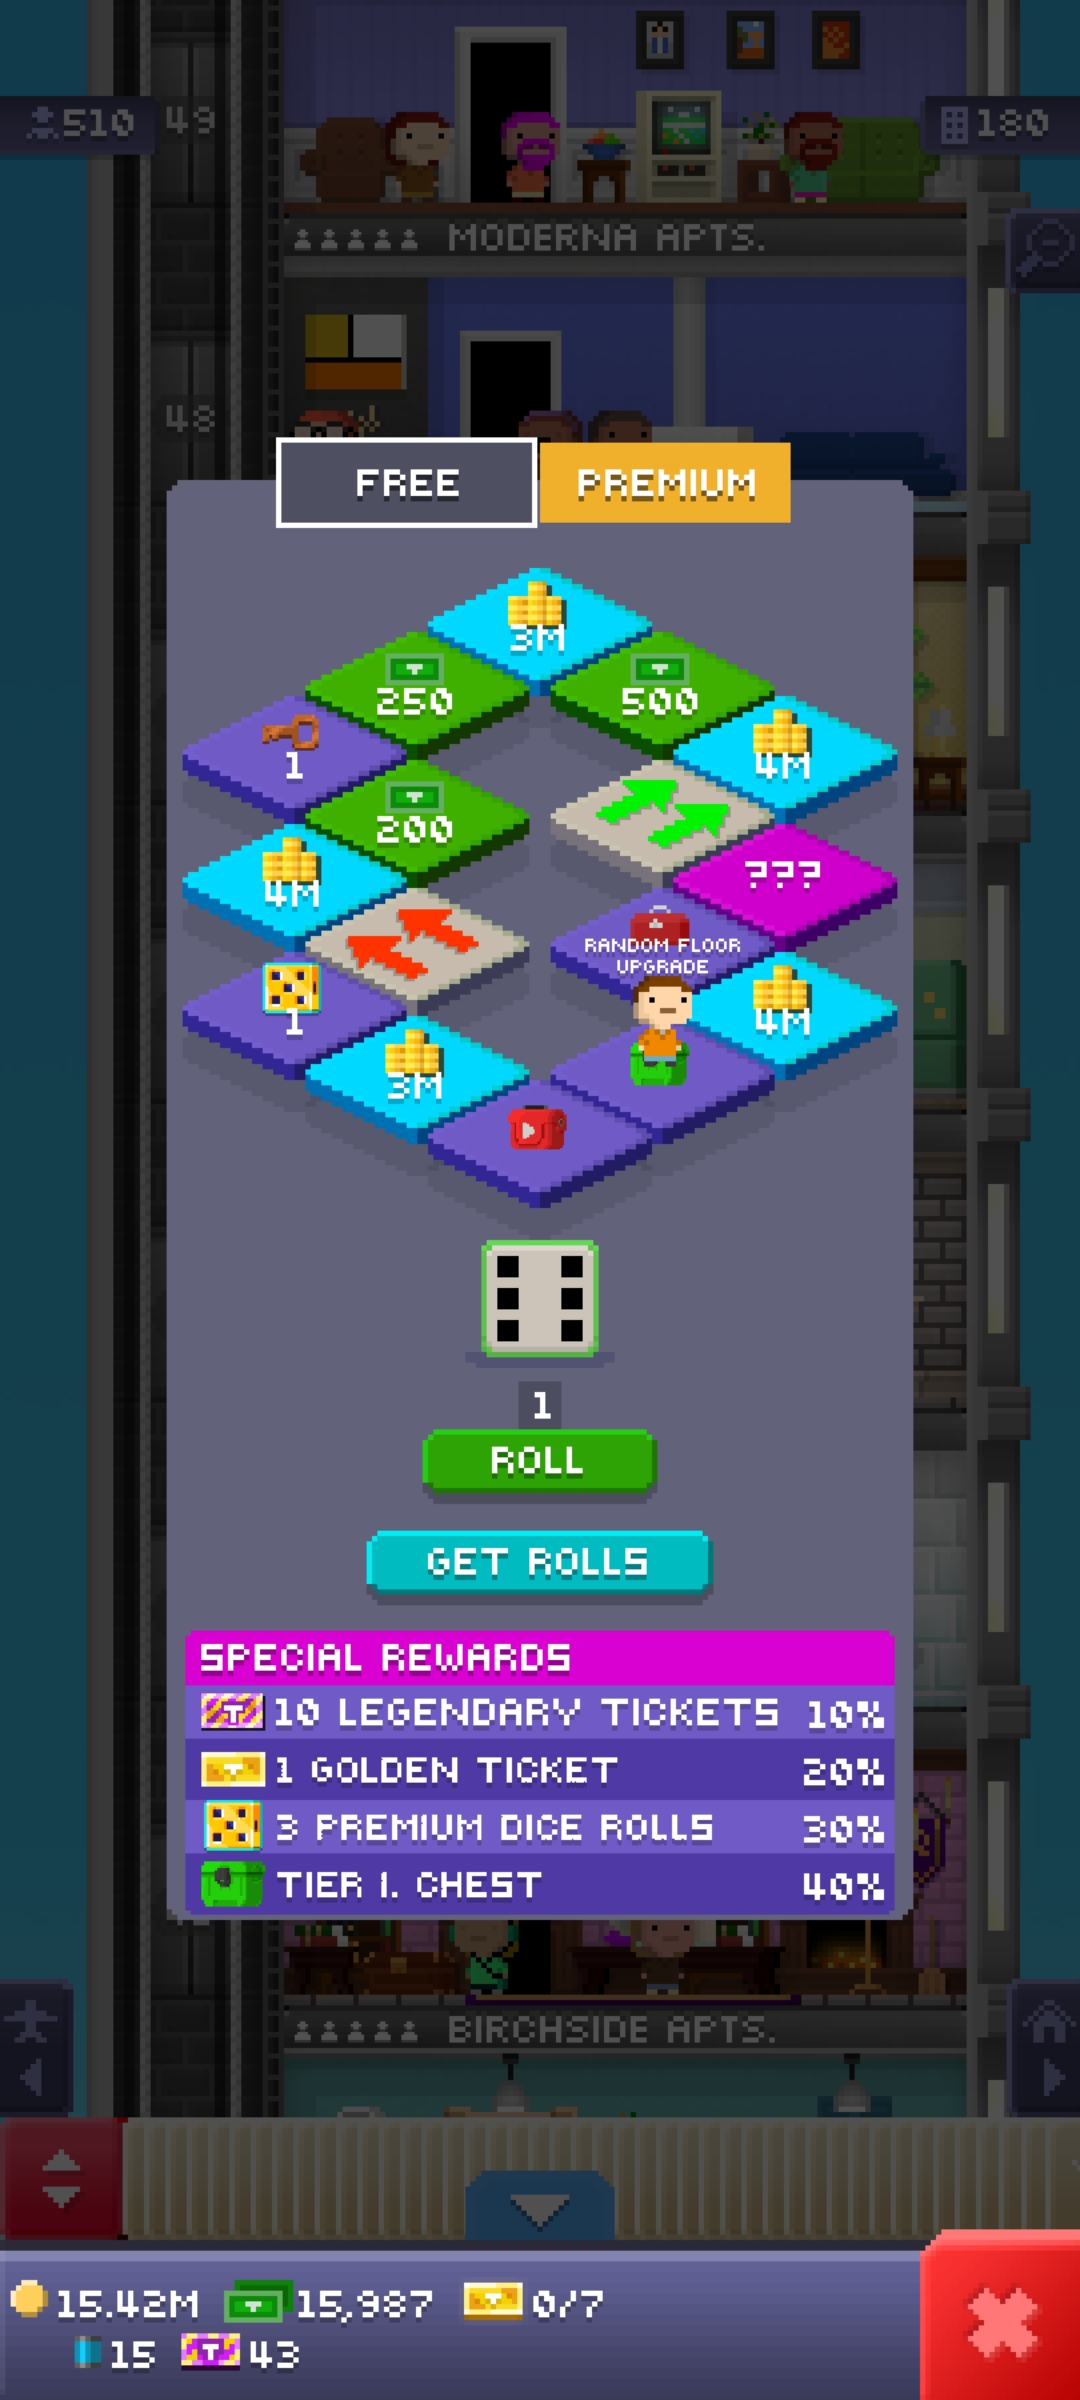 510
49
180
MODERNA APTS.
48
FREE
PREMIUM
3M
250
500
1
4M
200
4M
???
RANDOM FLOOR
UPGRADE
1
4M
3M
1
ROLL
GET ROLLS
SPECIAL REWARDS
10 LEGENDARY TICKETS 10%
1 GOLDEN TICKET 20%
3 PREMIUM DICE ROLLS 30%
TIER 1. CHEST 40%
BIRCHSIDE APTS.
15.42M 15,987 0/7
15 43